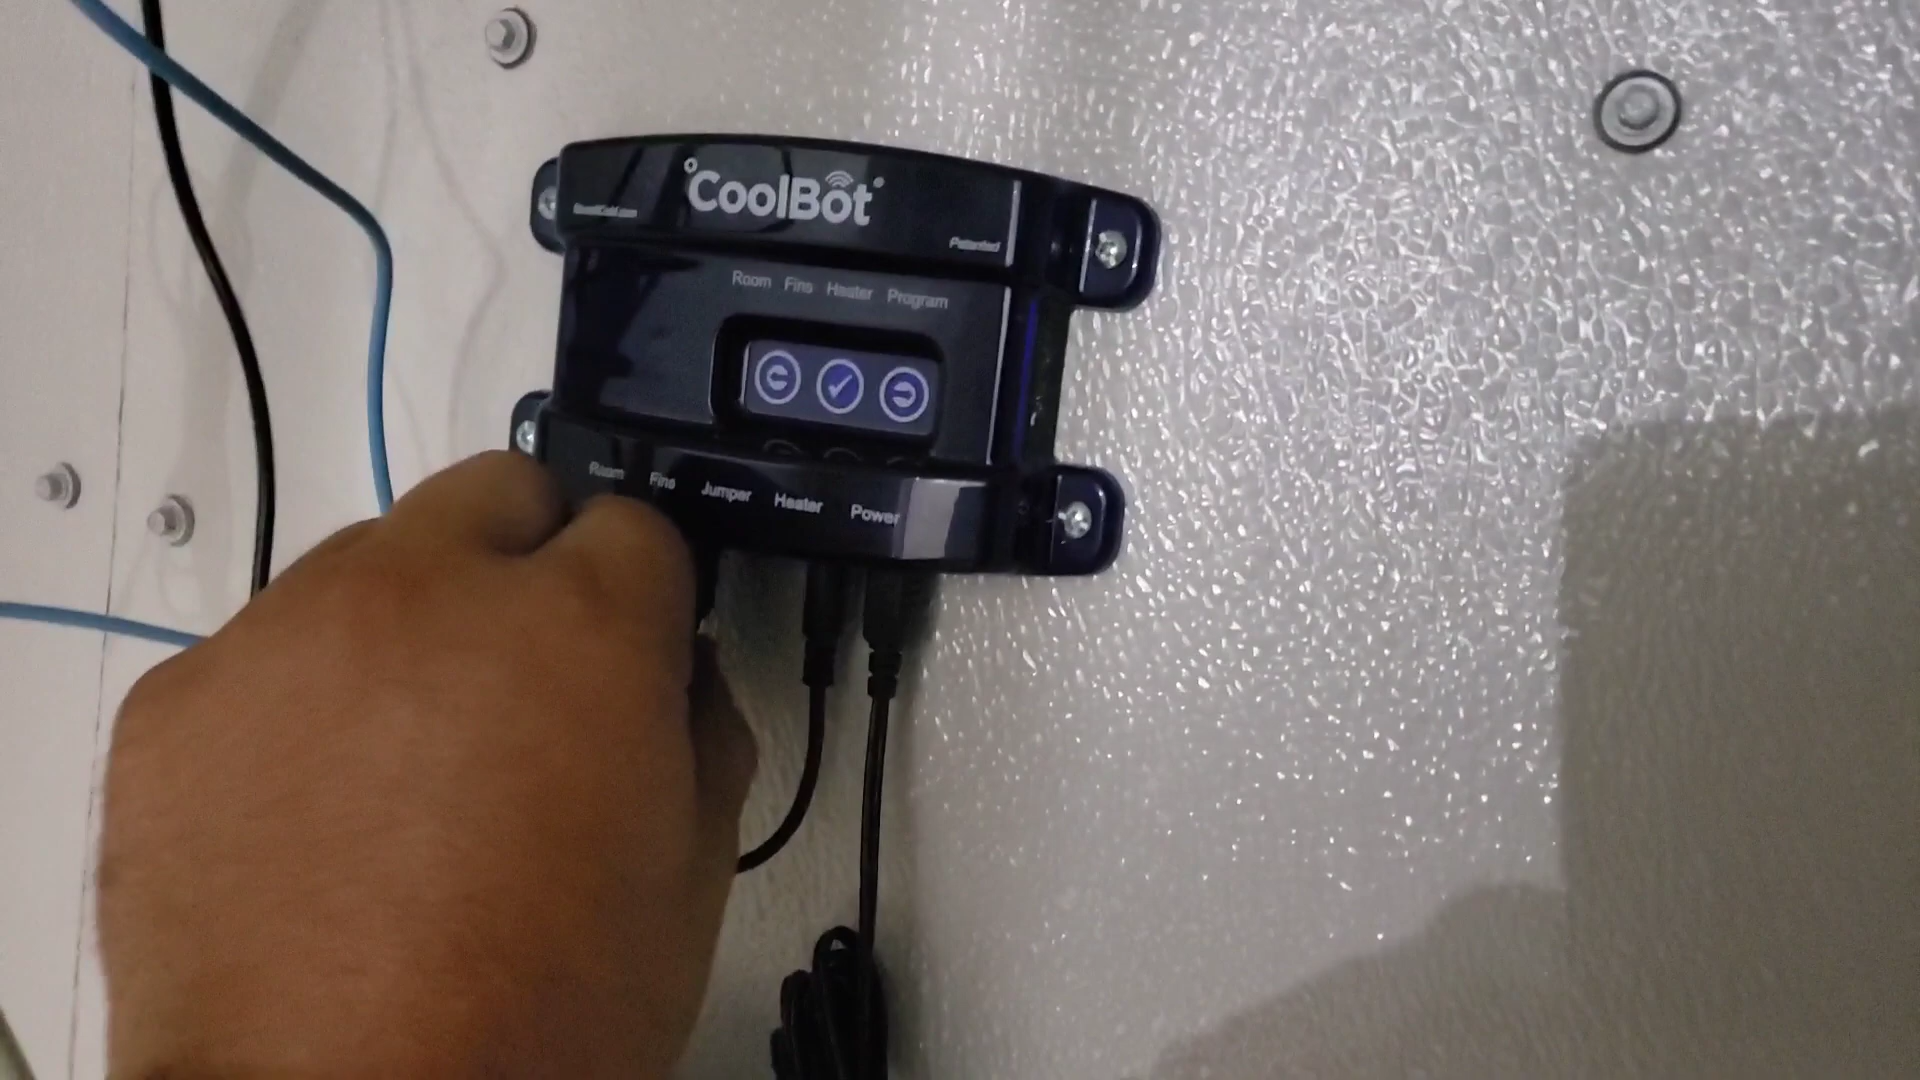 CoolBot
Patented
Room Fins Heater Program
Room Fins Jumper Heater Power